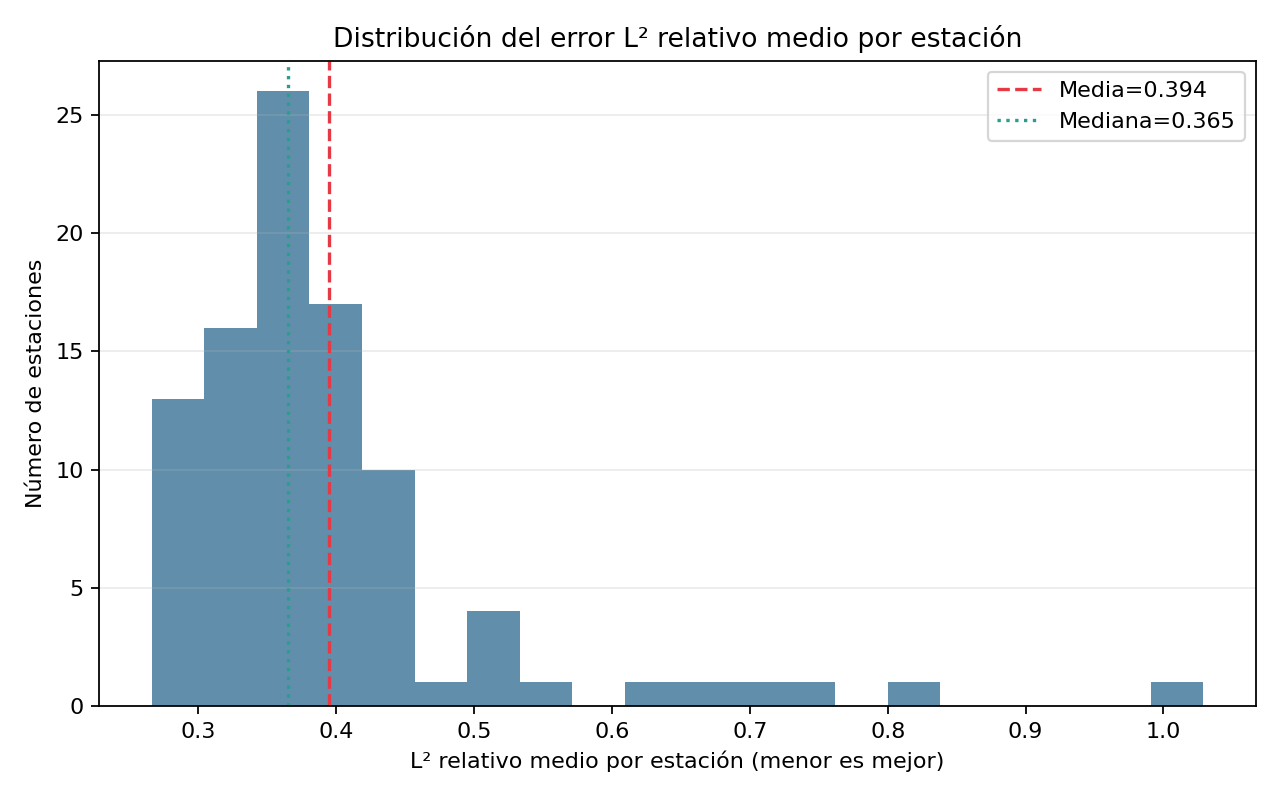 Distribución del error L² relativo medio por estación
Media=0.394
Mediana=0.365
Número de estaciones
25
20
15
10
5
0
0.3 0.4 0.5 0.6 0.7 0.8 0.9 1.0
L² relativo medio por estación (menor es mejor)